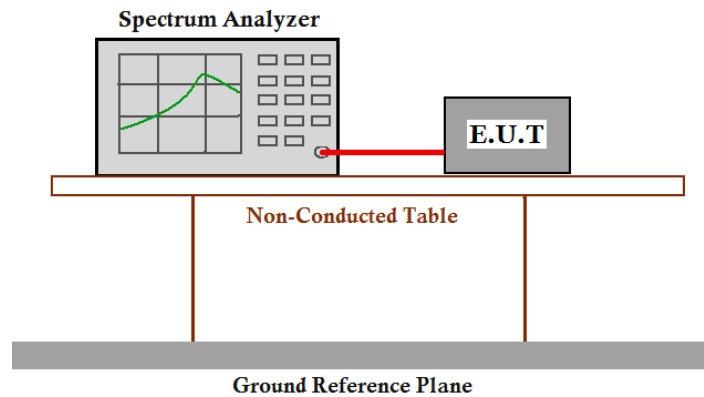 Spectrum Analyzer
E.U.T
Non-Conducted Table
Ground Reference Plane